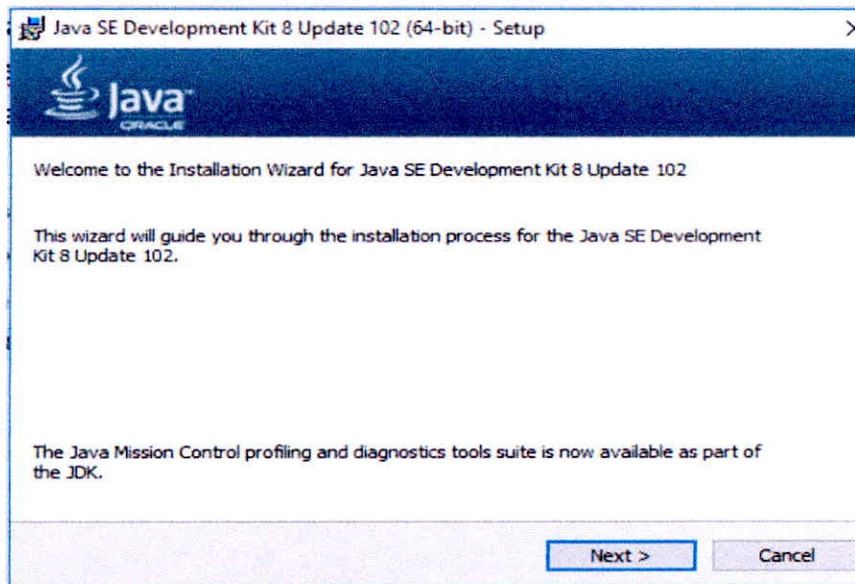 Java SE Development Kit 8 Update 102 (64-bit) - Setup
Java
ORACLE
Welcome to the Installation Wizard for Java SE Development Kit 8 Update 102
This wizard will guide you through the installation process for the Java SE Development
Kit 8 Update 102.
The Java Mission Control profiling and diagnostics tools suite is now available as part of
the JDK.
Next >
Cancel